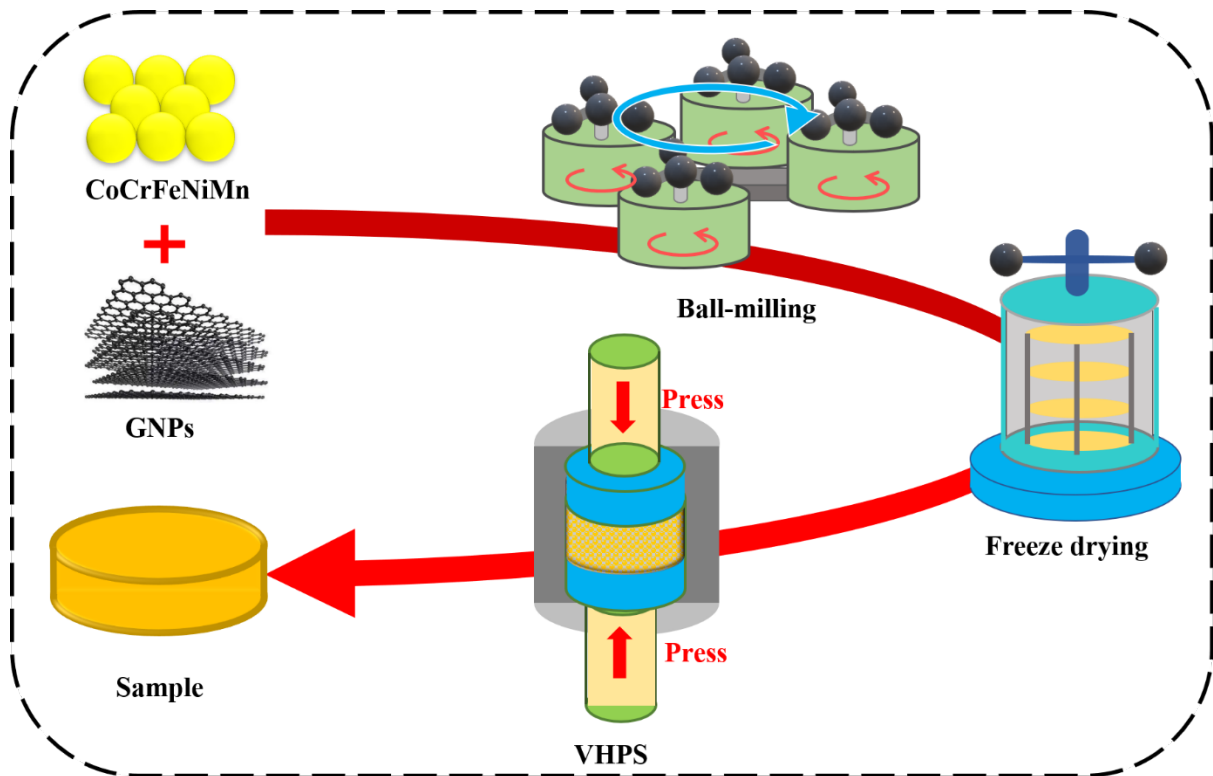 CoCrFeNiMn
+
GNPs
Ball-milling
Freeze drying
Press
Press
VHPS
Sample